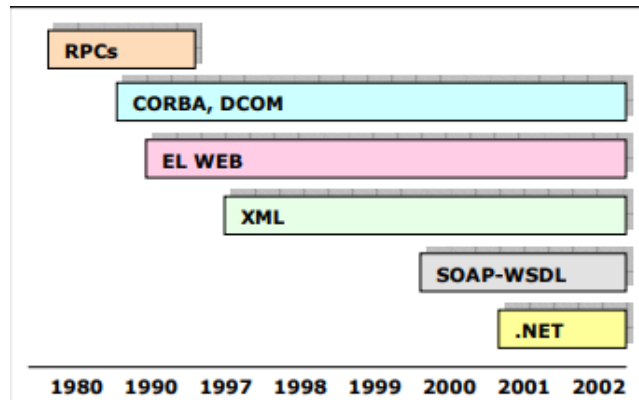 RPCs
CORBA, DCOM
EL WEB
XML
SOAP-WSDL
.NET
1980 1990 1997 1998 1999 2000 2001 2002